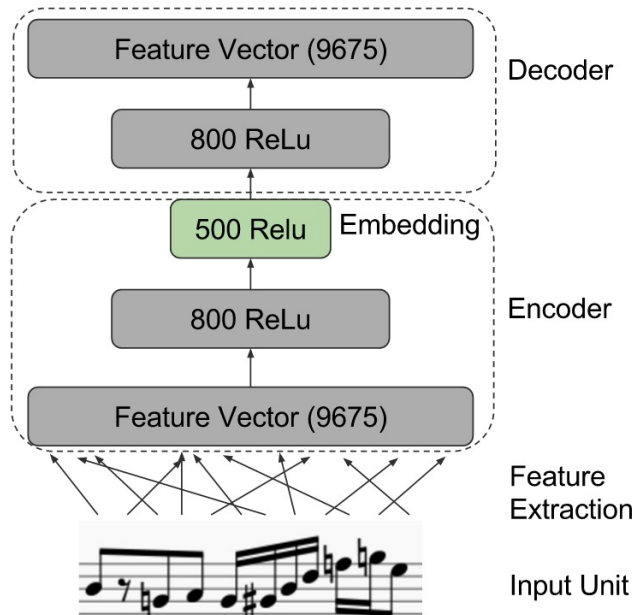 Feature Vector (9675)
Decoder
800 ReLu
500 Relu
Embedding
800 ReLu
Encoder
Feature Vector (9675)
Feature
Extraction
Input Unit